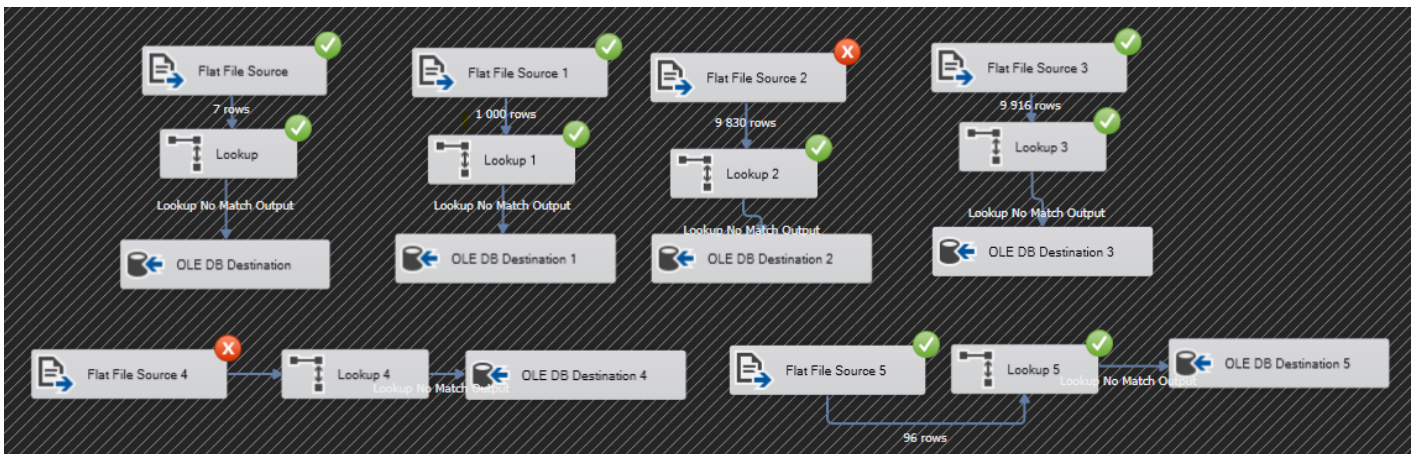 Flat File Source
Flat File Source 1
Flat File Source 2
Flat File Source 3
7 rows
1 000 rows
9 830 rows
9 916 rows
Lookup
Lookup 1
Lookup 2
Lookup 3
Lookup No Match Output
Lookup No Match Output
Lookup No Match Output
Lookup No Match Output
OLE DB Destination
OLE DB Destination 1
OLE DB Destination 2
OLE DB Destination 3
Flat File Source 4
Lookup 4
Lookup No Match Output
OLE DB Destination 4
Flat File Source 5
Lookup 5
Lookup No Match Output
OLE DB Destination 5
96 rows